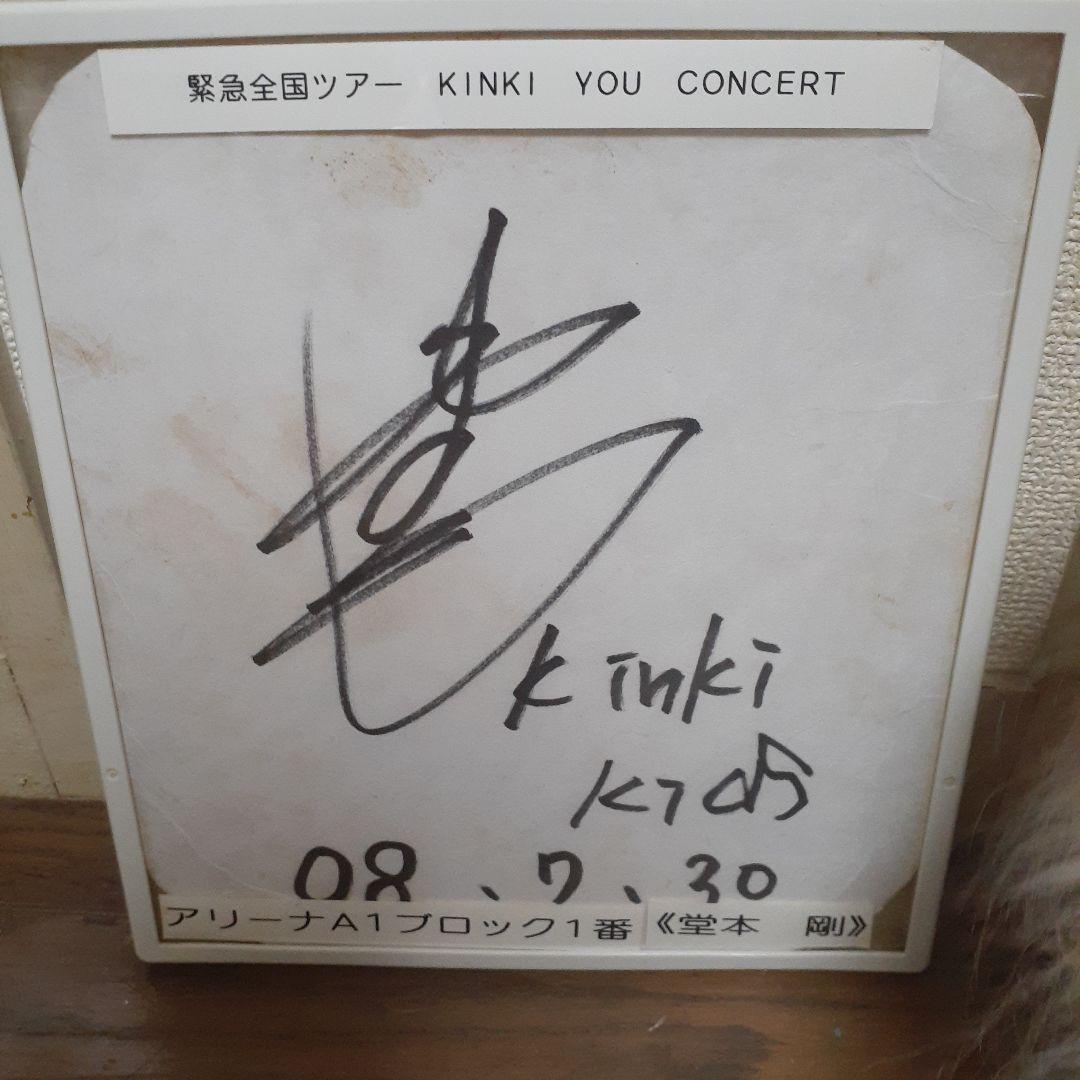 緊急全国ツアー KINKI YOU CONCERT
Kinki
Kids
08.7.30
アリーナA1ブロック1番 《堂本 剛》